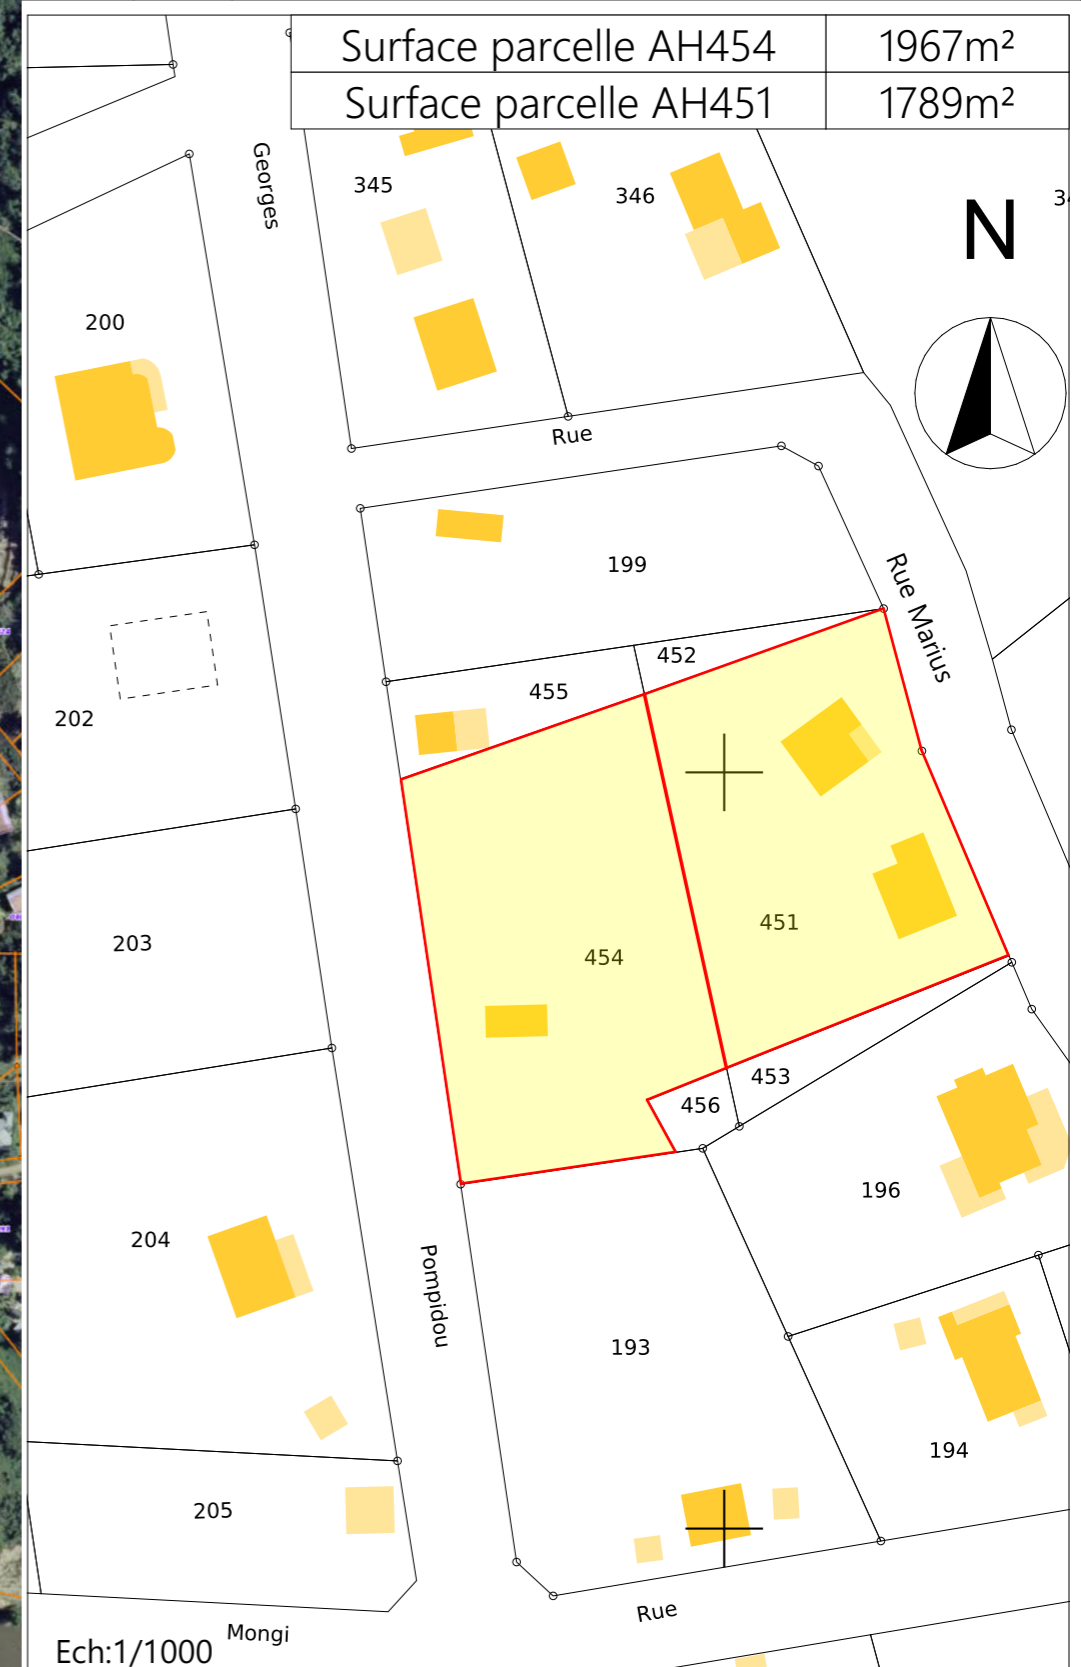 Surface parcelle AH454 1967m²
Surface parcelle AH451 1789m²
Georges
345
346
N
200
Rue
199
Rue Marius
452
455
202
451
203
454
453
456
196
204
Pompidou
193
194
205
Rue
Mongi
Ech:1/1000